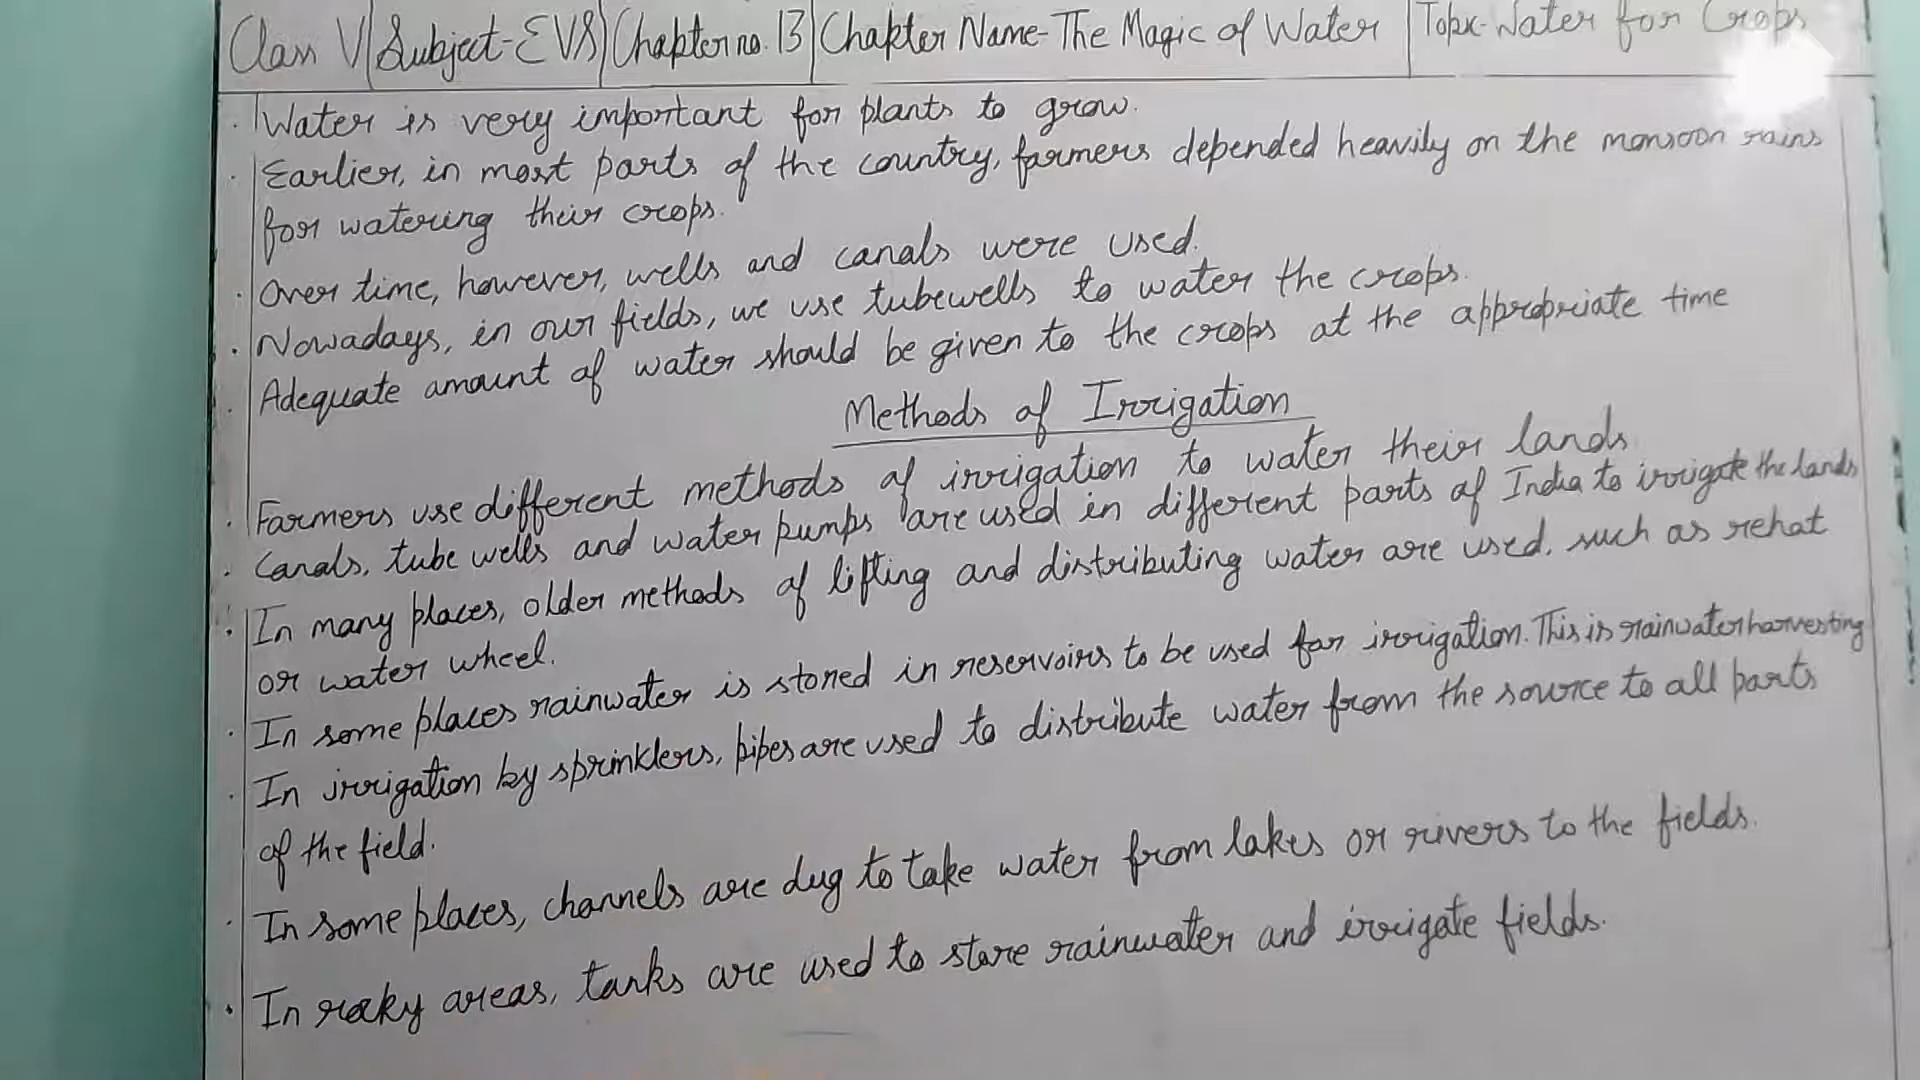 Class V | Subject-EVS | Chapter no. 13 | Chapter Name-The Magic of Water | Topic-Water for Crops
· Water is very important for plants to grow.
· Earlier, in most parts of the country, farmers depended heavily on the monsoon rains
for watering their crops.
· Over time, however, wells and canals were used.
· Nowadays, in our fields, we use tubewells to water the crops.
· Adequate amount of water should be given to the crops at the appropriate time
Methods of Irrigation
· Farmers use different methods of irrigation to water their lands.
· Canals, tube wells and water pumps are used in different parts of India to irrigate the lands
· In many places, older methods of lifting and distributing water are used, such as rehat
or water wheel.
· In some places rainwater is stored in reservoirs to be used for irrigation. This is rainwater harvesting
· In irrigation by sprinklers, pipes are used to distribute water from the source to all parts
of the field.
· In some places, channels are dug to take water from lakes or rivers to the fields.
· In rocky areas, tanks are used to store rainwater and irrigate fields.